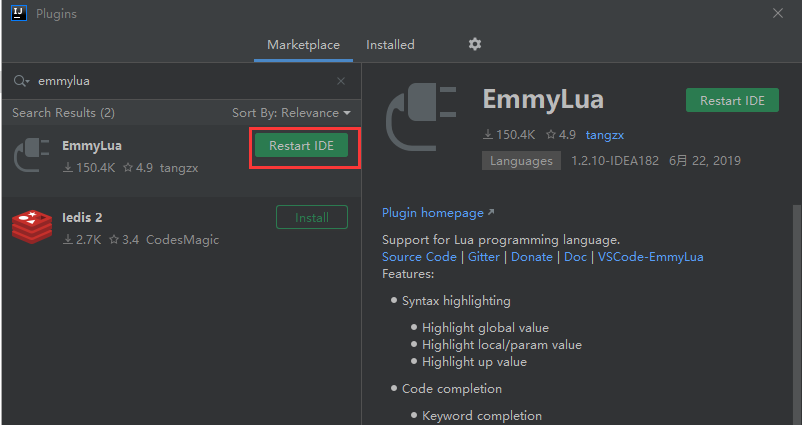 IJ Plugins
Marketplace Installed
emmylua
Search Results (2) Sort By: Relevance
EmmyLua Restart IDE
150.4K 4.9 tangzx
Iedis 2 Install
2.7K 3.4 CodesMagic
EmmyLua Restart IDE
150.4K 4.9 tangzx
Languages 1.2.10-IDEA182 6月 22, 2019
Plugin homepage
Support for Lua programming language.
Source Code | Gitter | Donate | Doc | VSCode-EmmyLua
Features:
Syntax highlighting
Highlight global value
Highlight local/param value
Highlight up value
Code completion
Keyword completion